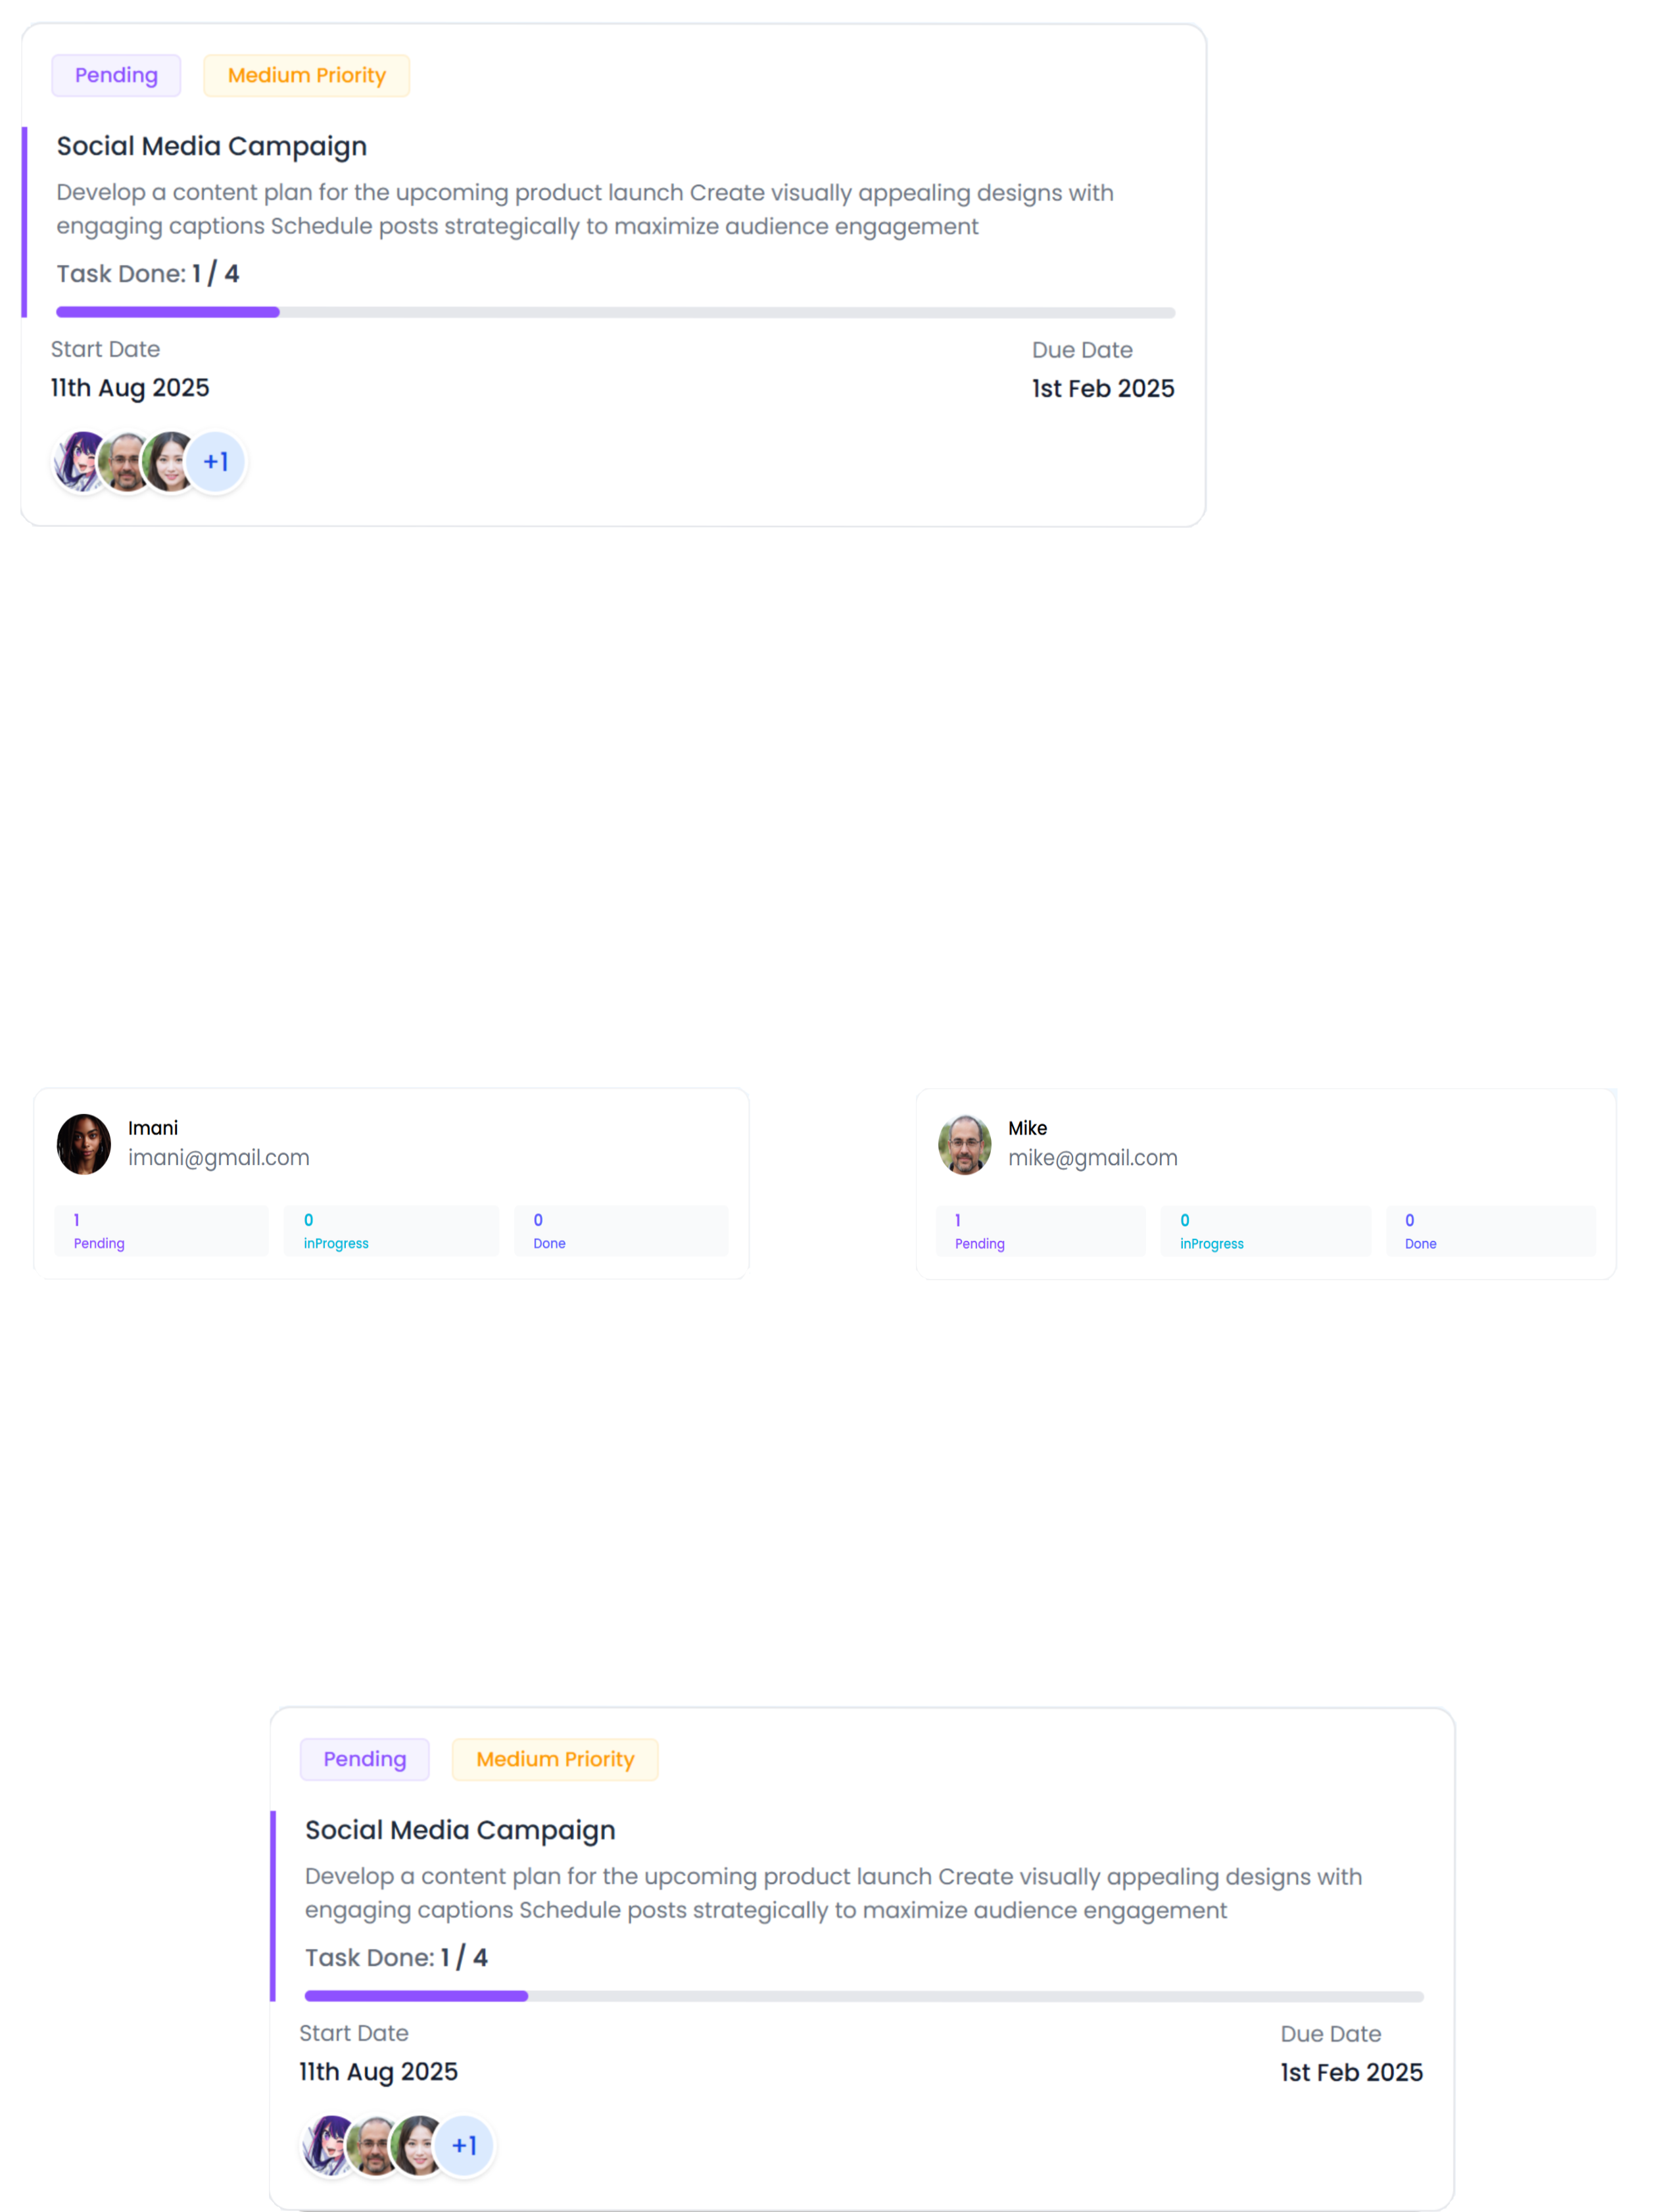 Pending Medium Priority
Social Media Campaign
Develop a content plan for the upcoming product launch Create visually appealing designs with
engaging captions Schedule posts strategically to maximize audience engagement
Task Done: 1 / 4
Start Date Due Date
11th Aug 2025 1st Feb 2025
+1
Imani
imani@gmail.com
1 0 0
Pending inProgress Done
Mike
mike@gmail.com
1 0 0
Pending inProgress Done
Pending Medium Priority
Social Media Campaign
Develop a content plan for the upcoming product launch Create visually appealing designs with
engaging captions Schedule posts strategically to maximize audience engagement
Task Done: 1 / 4
Start Date Due Date
11th Aug 2025 1st Feb 2025
+1